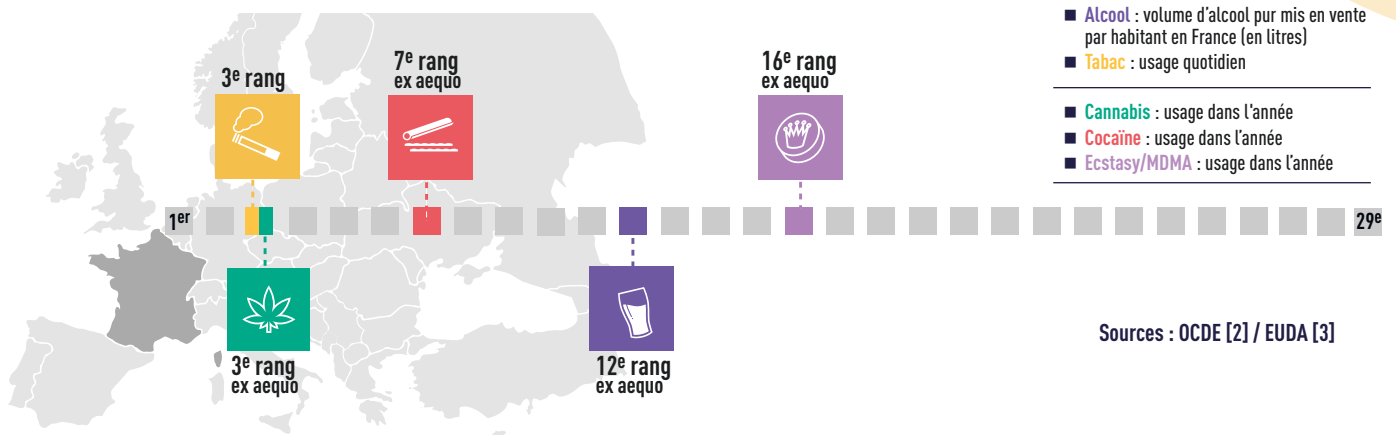 ■ Alcool : volume d'alcool pur mis en vente
par habitant en France (en litres)
■ Tabac : usage quotidien
■ Cannabis : usage dans l'année
■ Cocaïne : usage dans l'année
■ Ecstasy/MDMA : usage dans l'année
3e rang
7e rang
ex aequo
16e rang
ex aequo
1er
29e
3e rang
ex aequo
12e rang
ex aequo
Sources : OCDE [2] / EUDA [3]